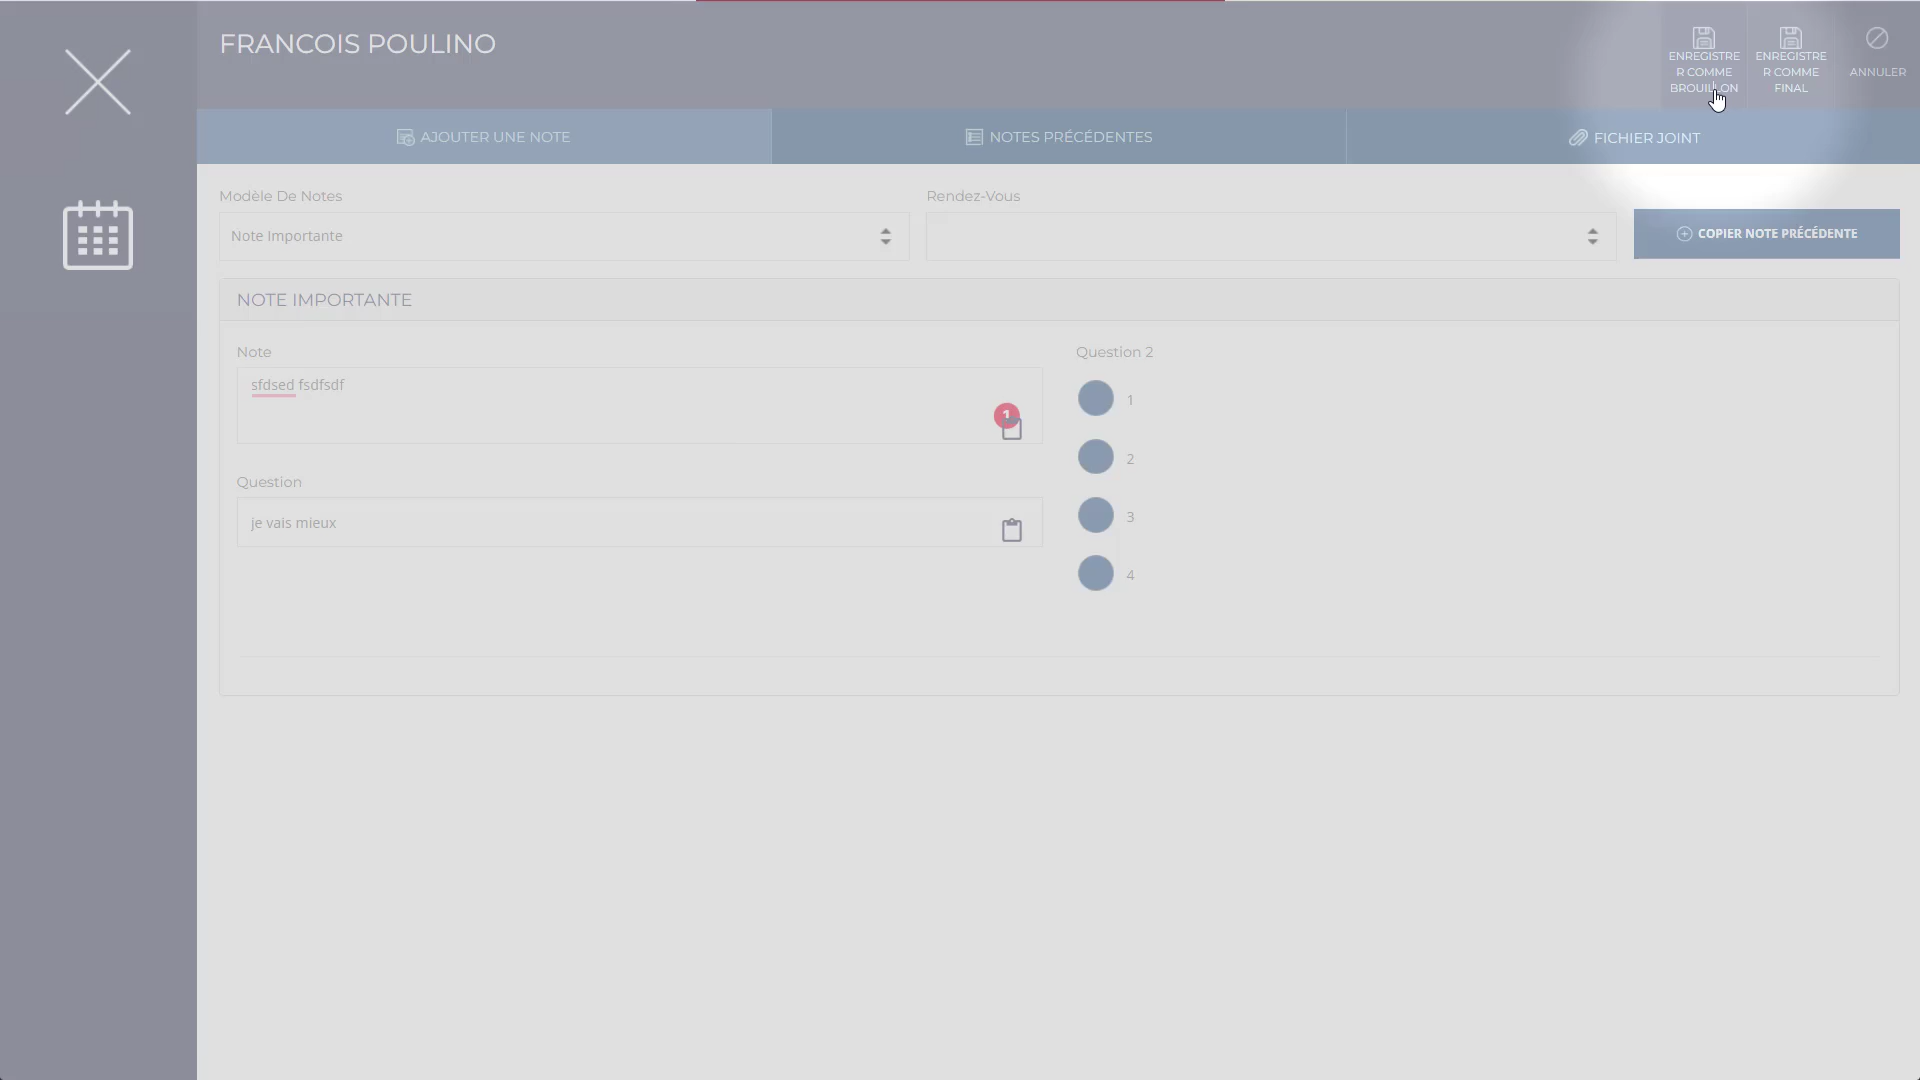 FRANCOIS POULINO
ENREGISTRE
R COMME
BROUILLON
ENREGISTRE
R COMME
FINAL
ANNULER
AJOUTER UNE NOTE
NOTES PRÉCÉDENTES
FICHIER JOINT
Modèle De Notes
Rendez-Vous
Note Importante
COPIER NOTE PRÉCÉDENTE
NOTE IMPORTANTE
Note
sfdsed fsdfsdf
1
Question
je vais mieux
Question 2
1
2
3
4